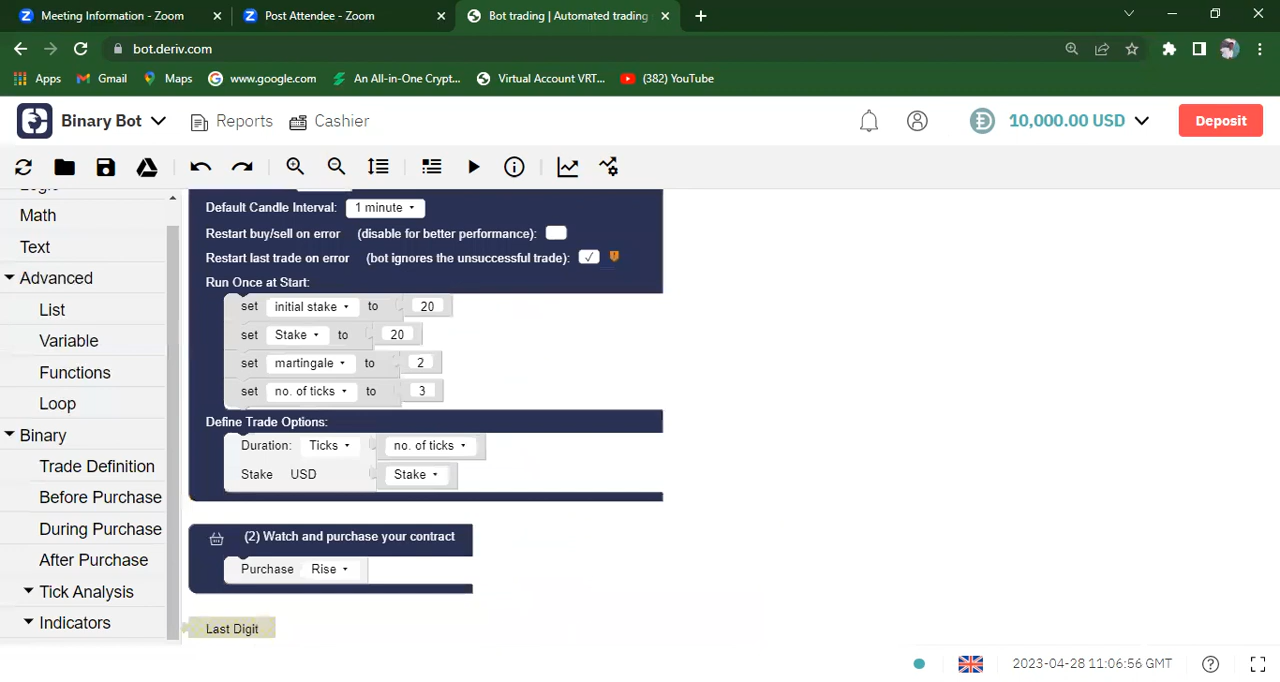 Meeting Information - Zoom
Post Attendee - Zoom
Bot trading | Automated trading
bot.deriv.com
Apps
Gmail
Maps
www.google.com
An All-in-One Crypt...
Virtual Account VRT...
(382) YouTube
Binary Bot
Reports
Cashier
10,000.00 USD
Deposit
Math
Text
Advanced
List
Variable
Functions
Loop
Binary
Trade Definition
Before Purchase
During Purchase
After Purchase
Tick Analysis
Indicators
Default Candle Interval: 1 minute
Restart buy/sell on error (disable for better performance):
Restart last trade on error (bot ignores the unsuccessful trade): ✓
Run Once at Start:
set initial stake to 20
set Stake to 20
set martingale to 2
set no. of ticks to 3
Define Trade Options:
Duration: Ticks no. of ticks
Stake USD Stake
(2) Watch and purchase your contract
Purchase Rise
Last Digit
2023-04-28 11:06:56 GMT